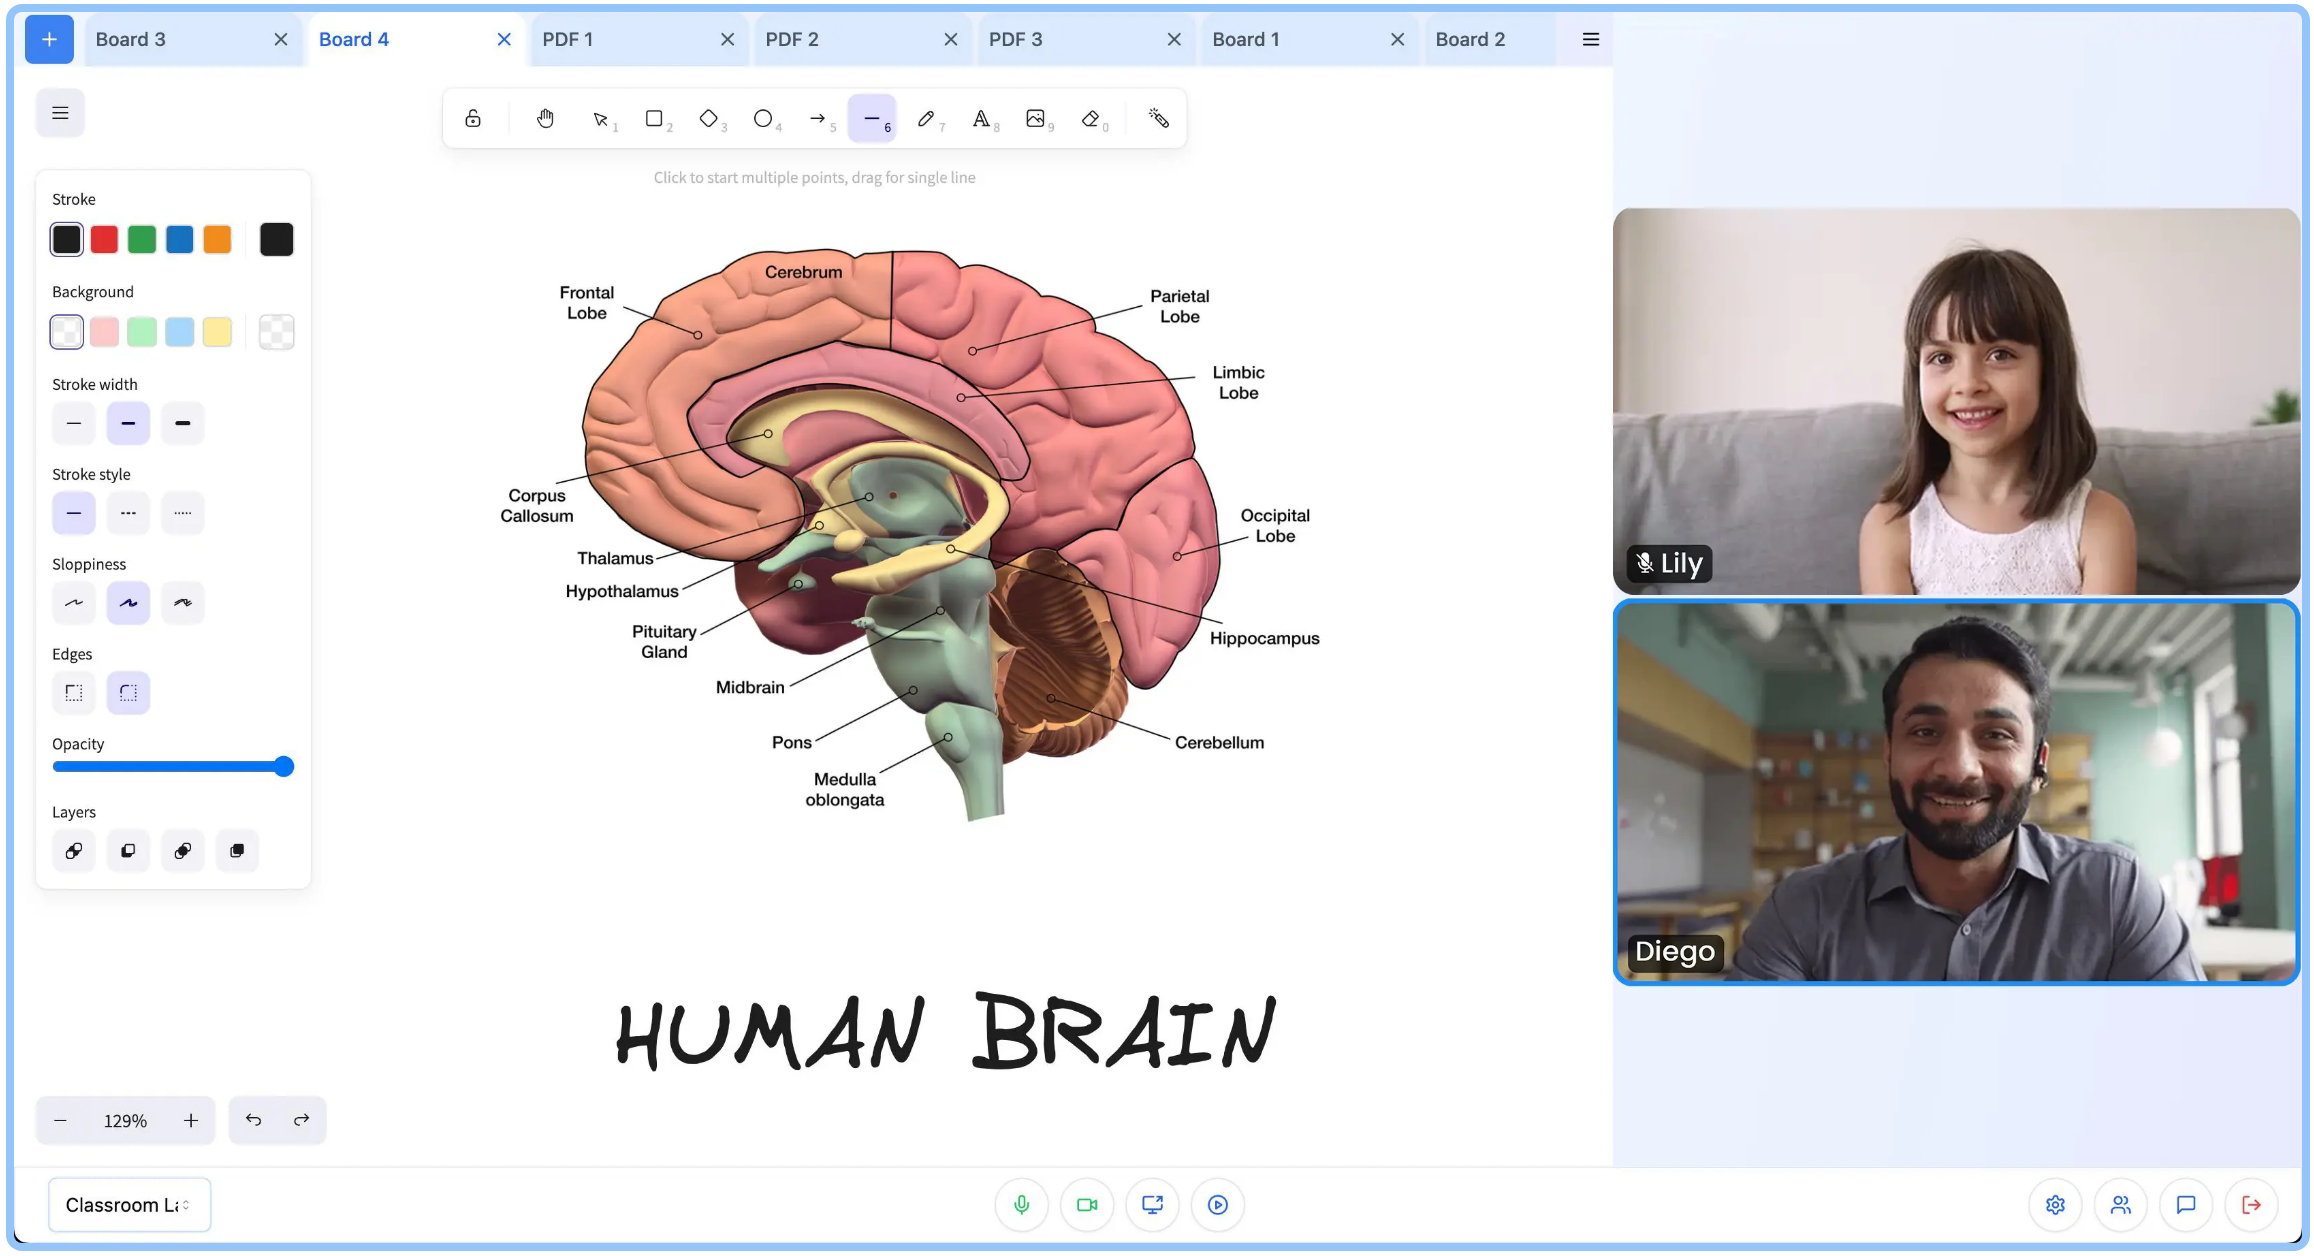 Board 3
Board 4
PDF 1
PDF 2
PDF 3
Board 1
Board 2
1
2
3
4
5
6
7
8
9
0
Click to start multiple points, drag for single line
Stroke
Background
Stroke width
Stroke style
Sloppiness
Edges
Opacity
Layers
Cerebrum
Frontal
Lobe
Parietal
Lobe
Limbic
Lobe
Corpus
Callosum
Occipital
Lobe
Thalamus
Hypothalamus
Pituitary
Gland
Hippocampus
Midbrain
Pons
Cerebellum
Medulla
oblongata
HUMAN BRAIN
Lily
Diego
129%
Classroom